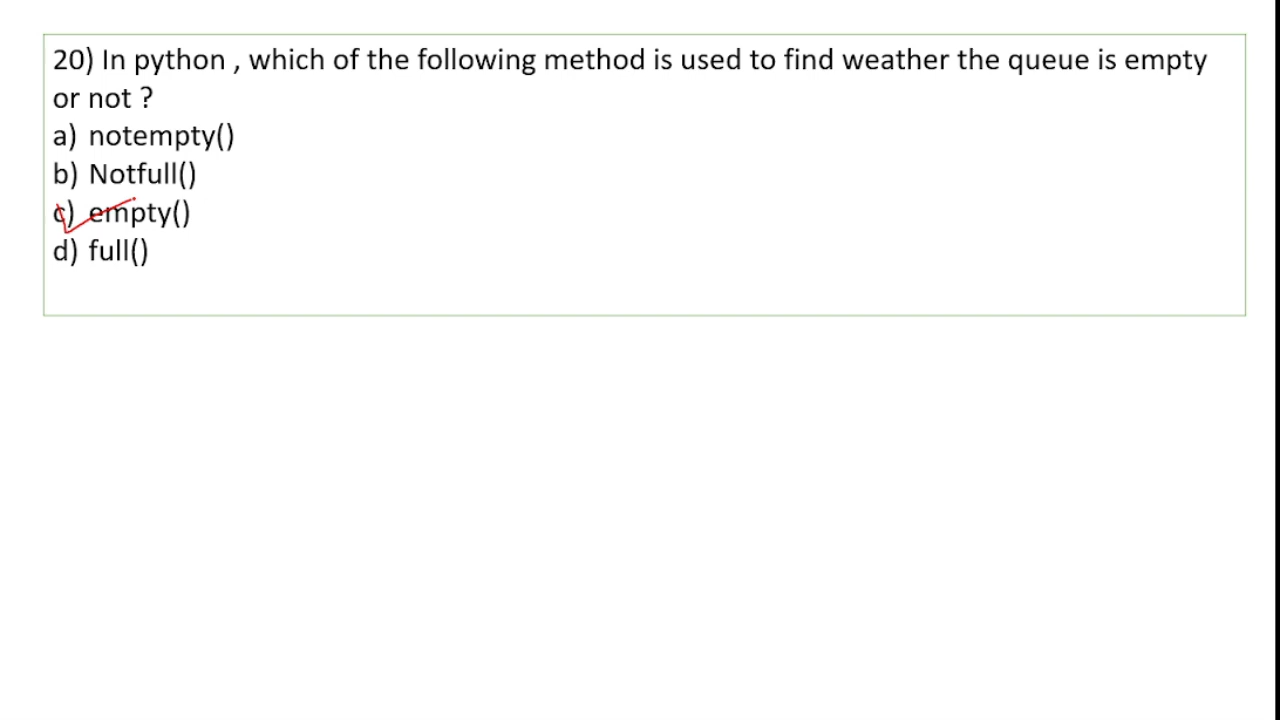 20) In python , which of the following method is used to find weather the queue is empty
or not ?
a) notempty()
b) Notfull()
c) empty()
d) full()